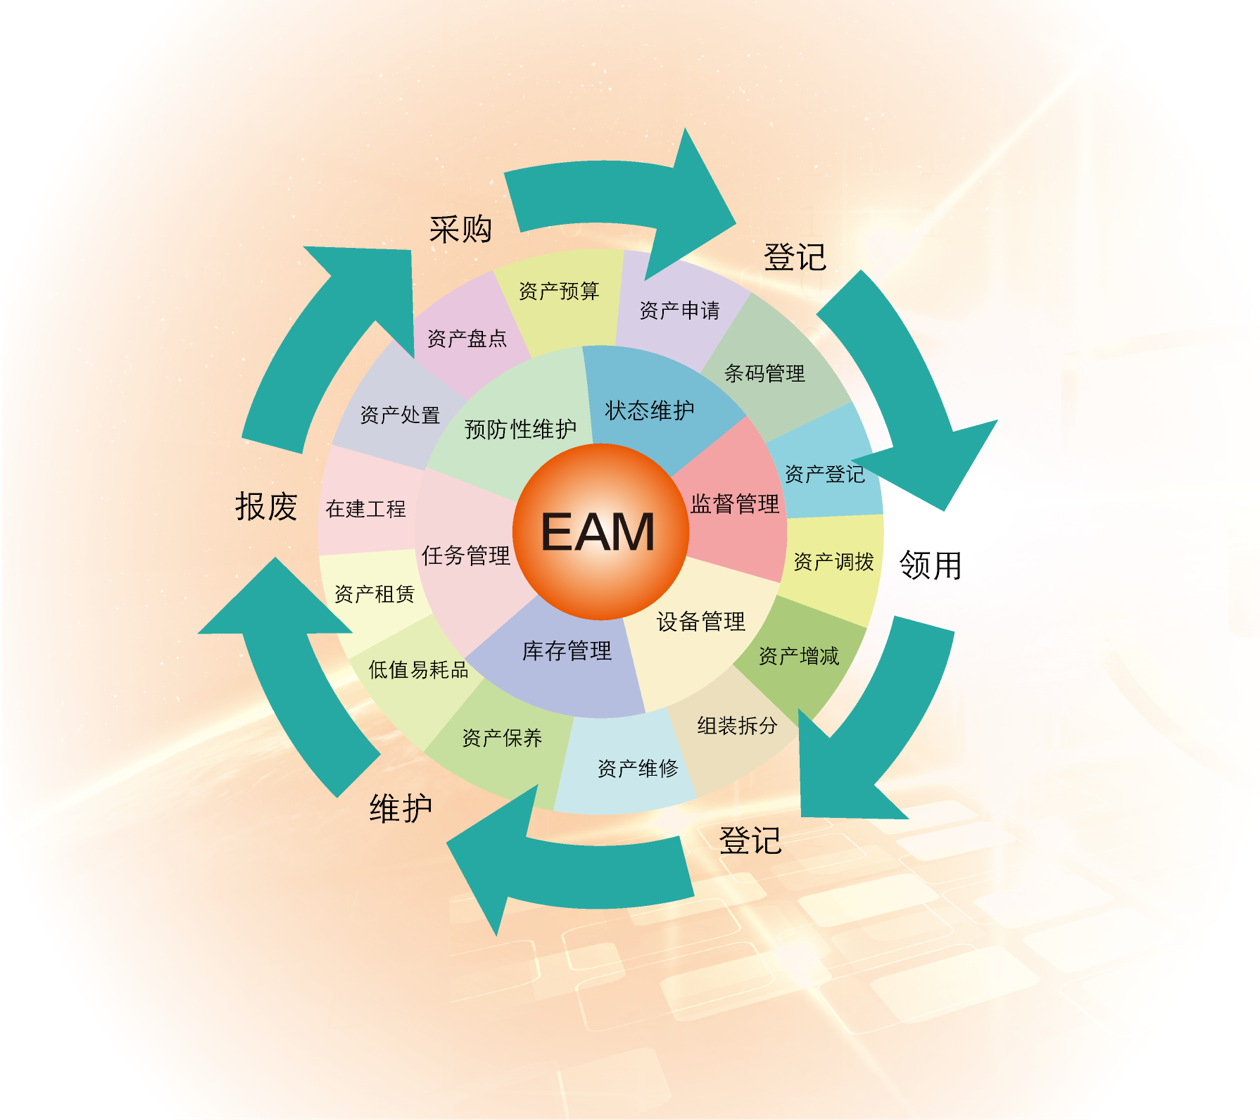 采购
登记
领用
登记
维护
报废
资产预算
资产申请
条码管理
资产登记
资产调拨
资产增减
组装拆分
资产维修
资产保养
低值易耗品
资产租赁
在建工程
资产处置
资产盘点
状态维护
监督管理
设备管理
库存管理
任务管理
预防性维护
EAM